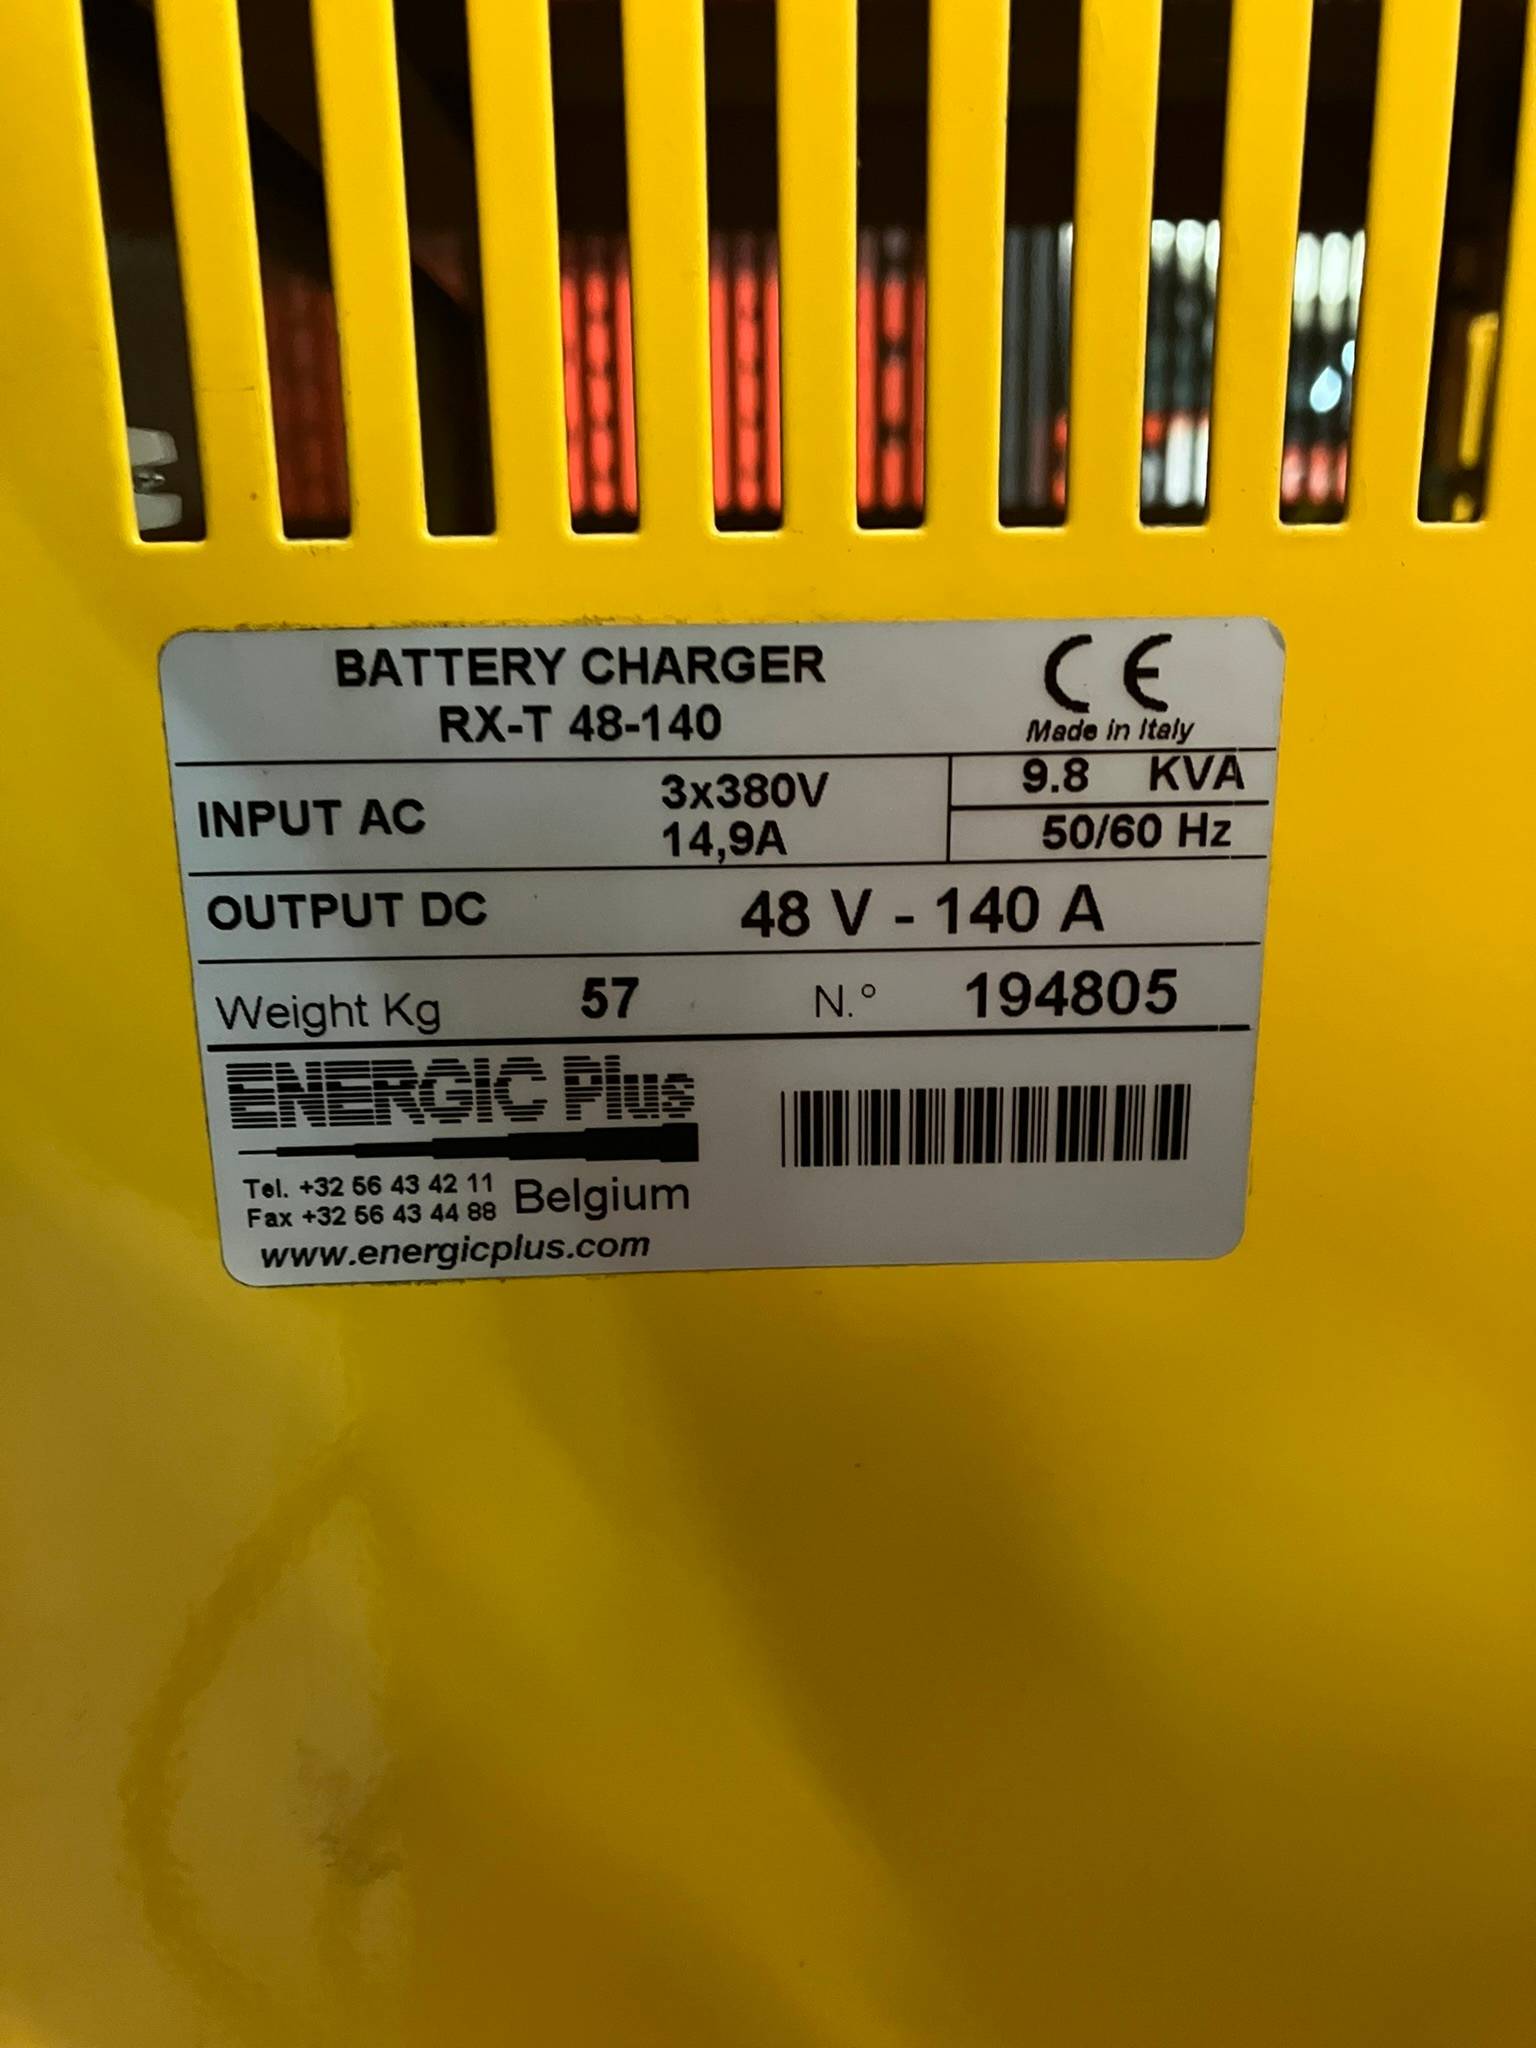 BATTERY CHARGER
RX-T 48-140
CE
Made in Italy
INPUT AC
3x380V
14,9A
9.8 KVA
50/60 Hz
OUTPUT DC 48 V - 140 A
Weight Kg 57 N.° 194805
ENERGIC Plus
Tel. +32 56 43 42 11
Fax +32 56 43 44 88
Belgium
www.energicplus.com